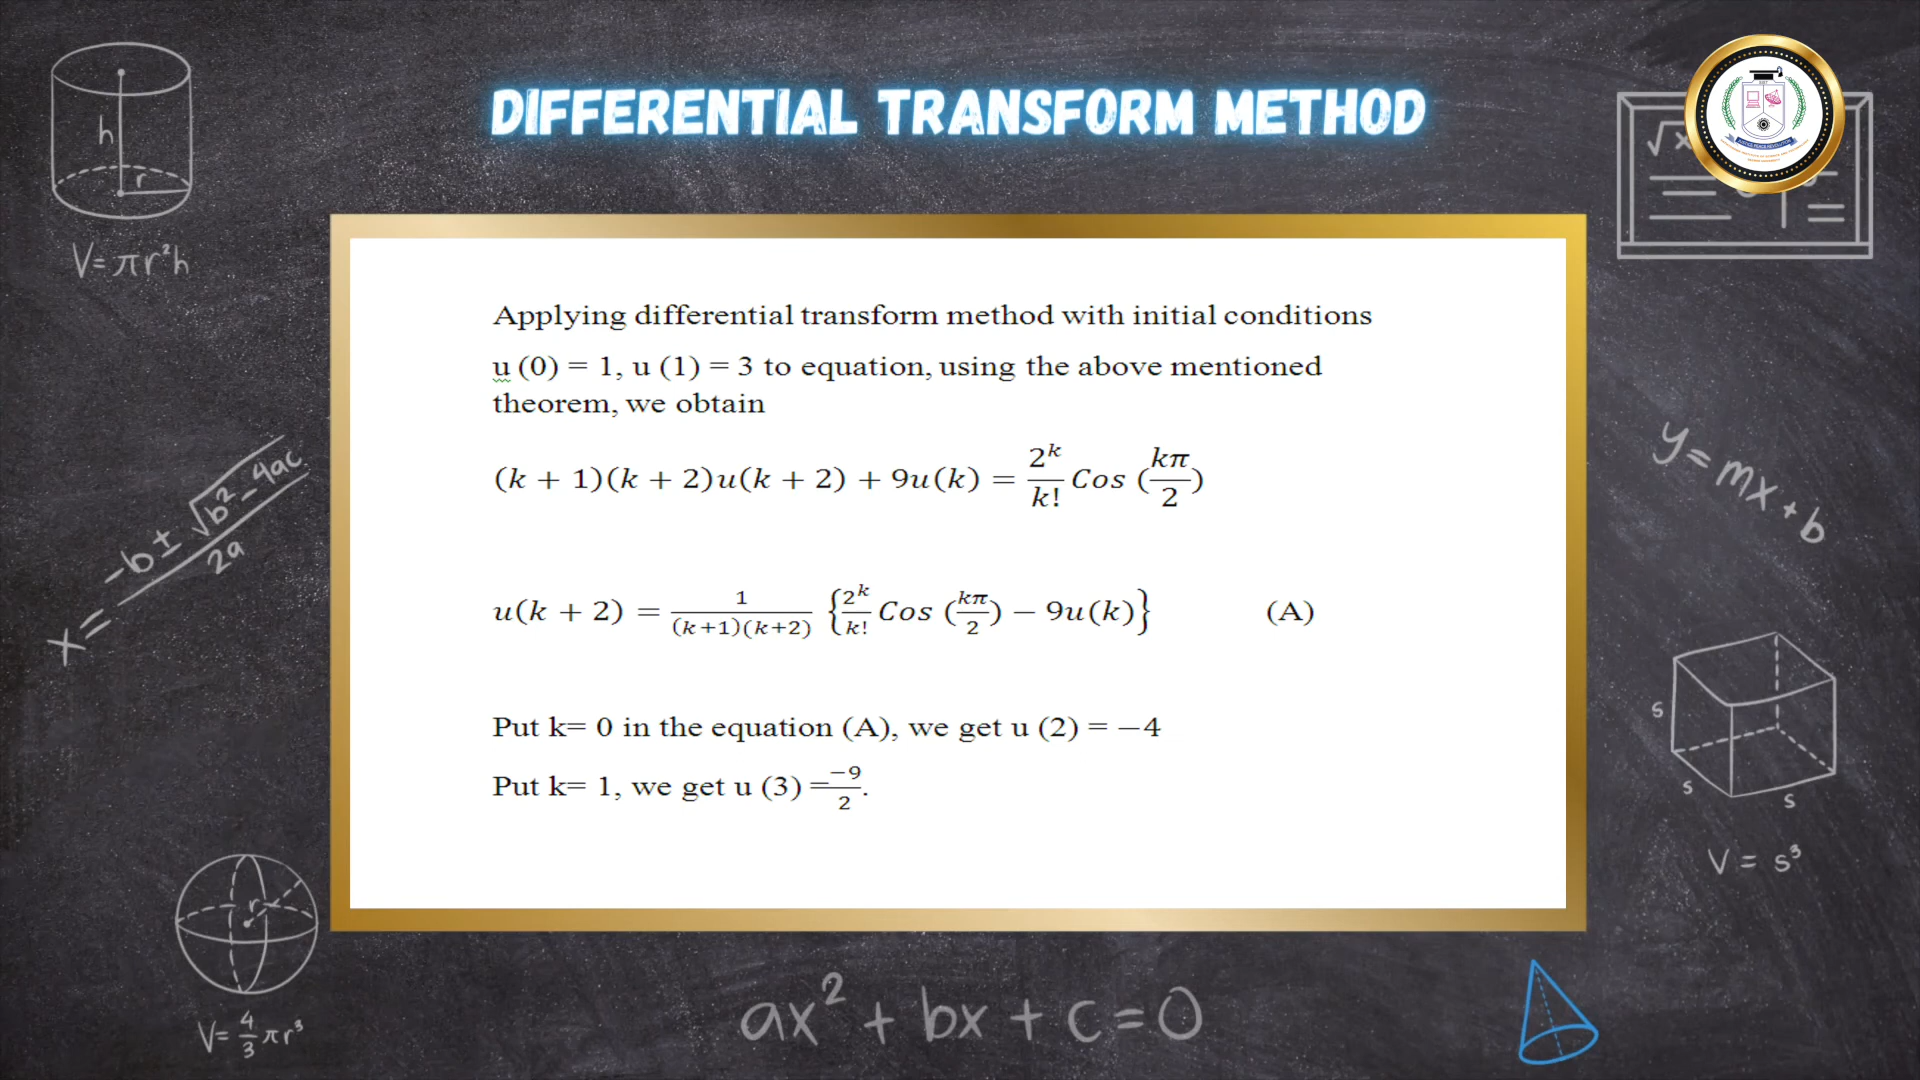 DIFFERENTIAL TRANSFORM METHOD
h
r
V=πr²h
√x
Applying differential transform method with initial conditions
u (0) = 1, u (1) = 3 to equation, using the above mentioned
theorem, we obtain
(k + 1)(k + 2)u(k + 2) + 9u(k) = 2^k/k! Cos (kπ/2)
u(k + 2) = 1/((k+1)(k+2)) {2^k/k! Cos (kπ/2) − 9u(k)} (A)
Put k= 0 in the equation (A), we get u (2) = −4
Put k= 1, we get u (3) = −9/2.
x = (-b ± √(b²-4ac))/2a
y=mx+b
s
s
s
V = s³
r
V=4/3 πr³
ax² + bx + c = 0